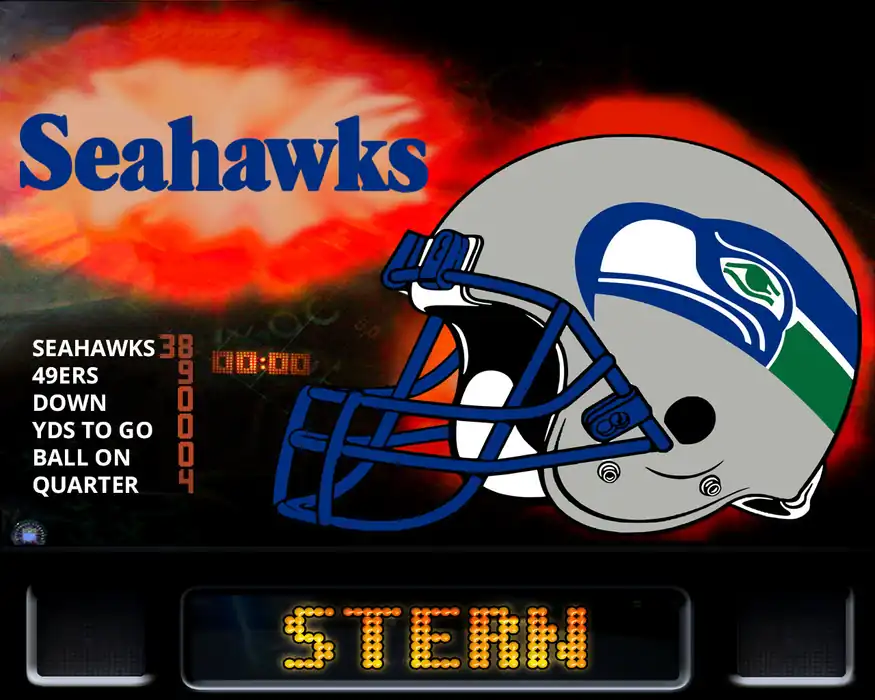 Seahawks
SEAHAWKS 38
00:00
49ERS 9
DOWN 0
YDS TO GO 0
BALL ON 0
QUARTER 4
STERN